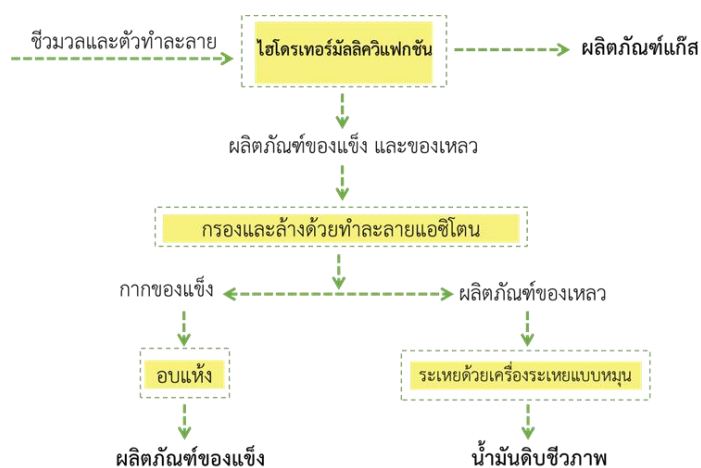 ชีวมวลและตัวทำละลาย
ไฮโดรเทอร์มัลลิควิแฟกชัน
ผลิตภัณฑ์แก๊ส
ผลิตภัณฑ์ของแข็ง และของเหลว
กรองและล้างด้วยทำละลายแอซิโตน
กากของแข็ง
ผลิตภัณฑ์ของเหลว
อบแห้ง
ระเหยด้วยเครื่องระเหยแบบหมุน
ผลิตภัณฑ์ของแข็ง
น้ำมันดิบชีวภาพ